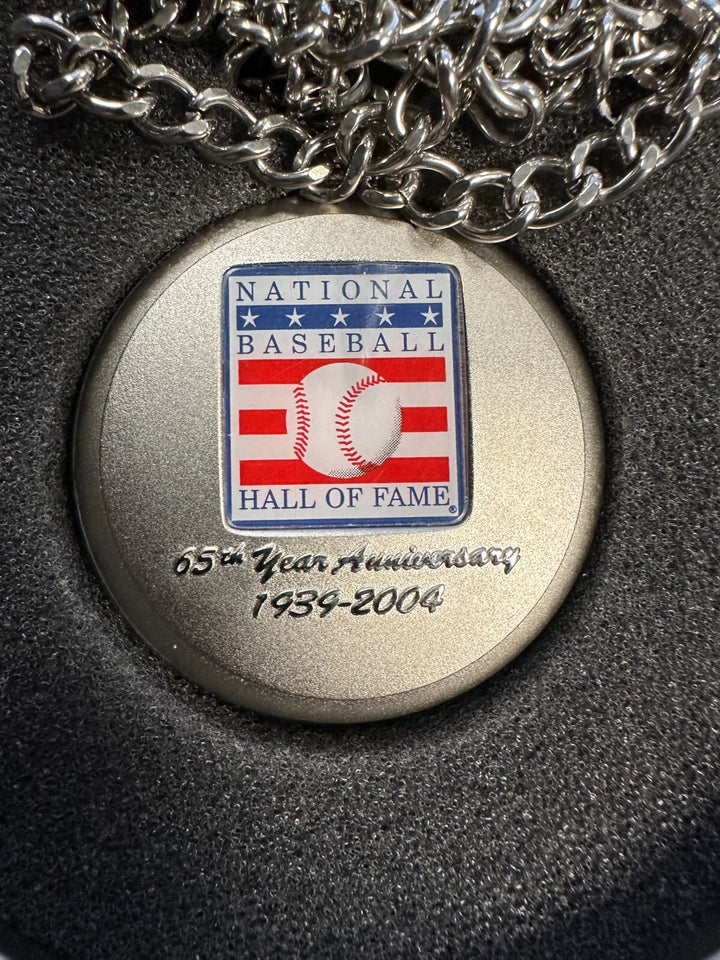 NATIONAL
BASEBALL
HALL OF FAME®
65th Year Anniversary
1939-2004